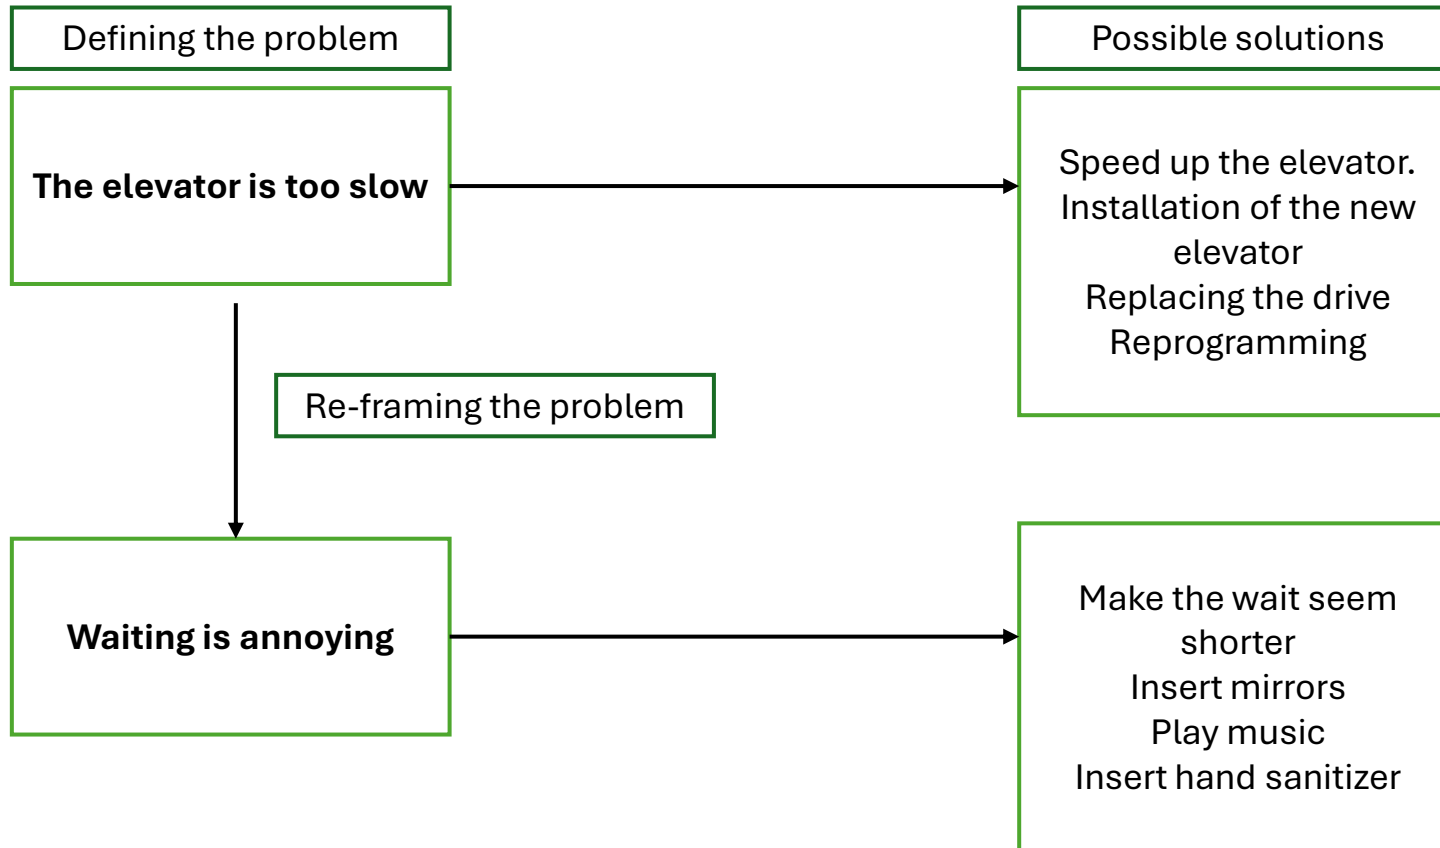 Defining the problem
Possible solutions
The elevator is too slow
Speed up the elevator.
Installation of the new
elevator
Replacing the drive
Reprogramming
Re-framing the problem
Waiting is annoying
Make the wait seem
shorter
Insert mirrors
Play music
Insert hand sanitizer